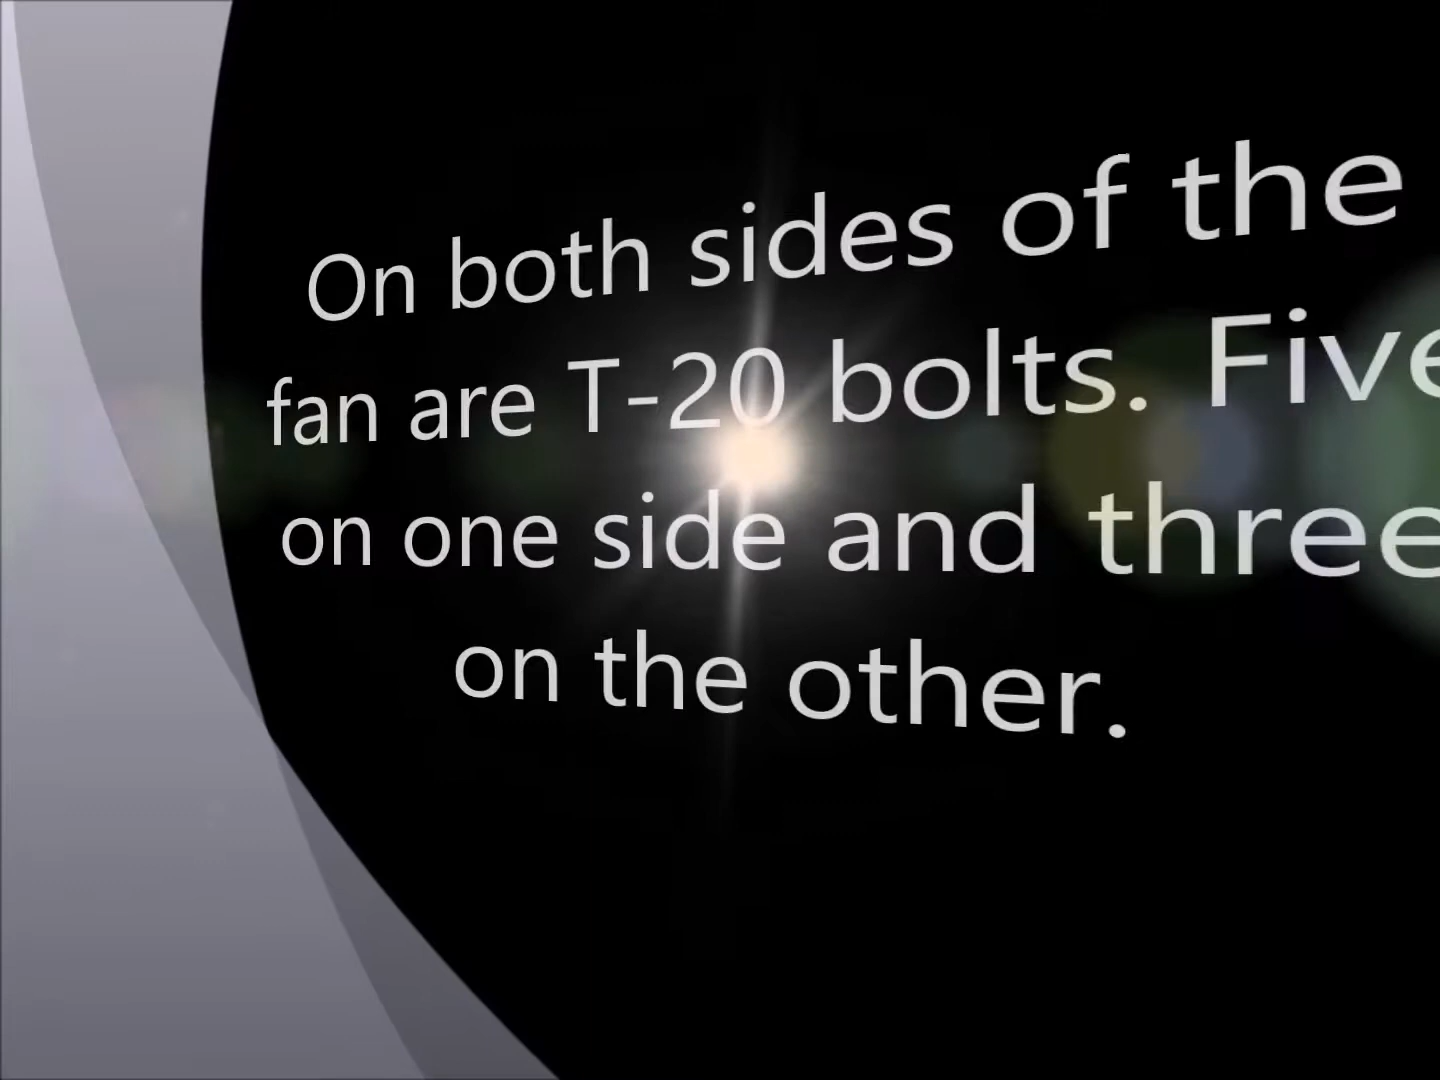 On both sides of the
fan are T-20 bolts. Five
on one side and three
on the other.